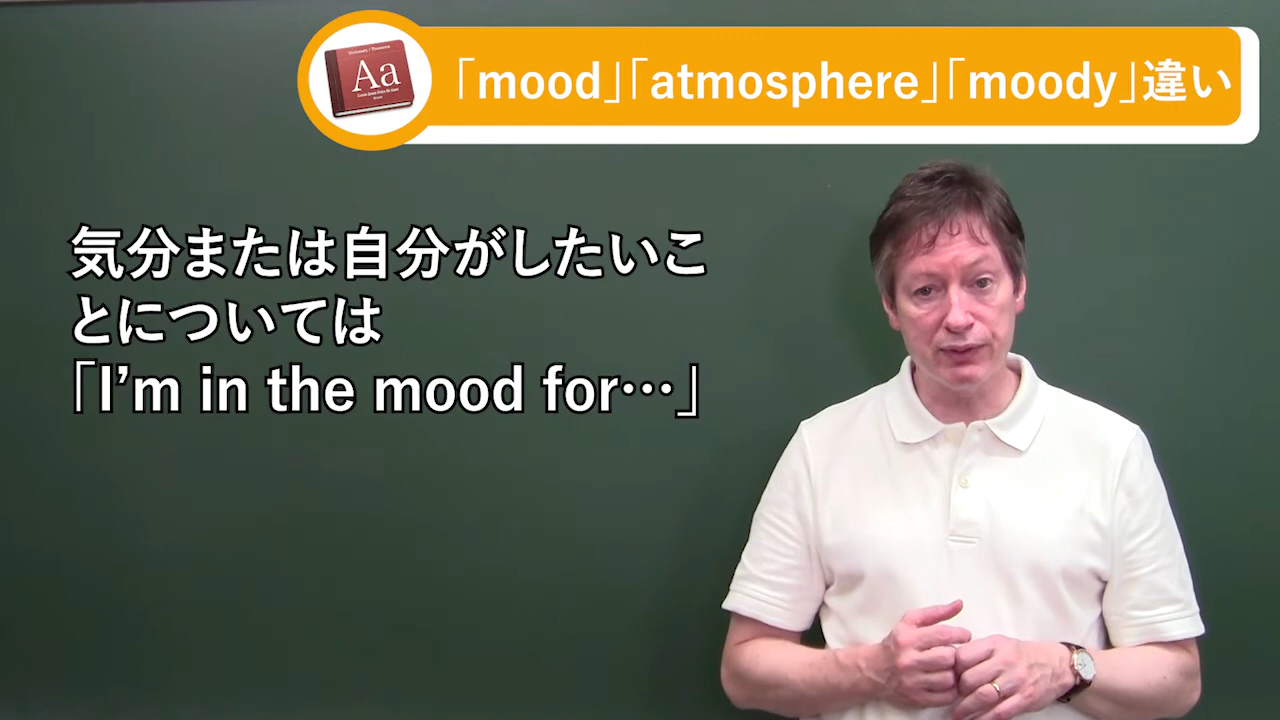 「mood」「atmosphere」「moody」違い
Aa
気分または自分がしたいこ
とについては
「I'm in the mood for…」